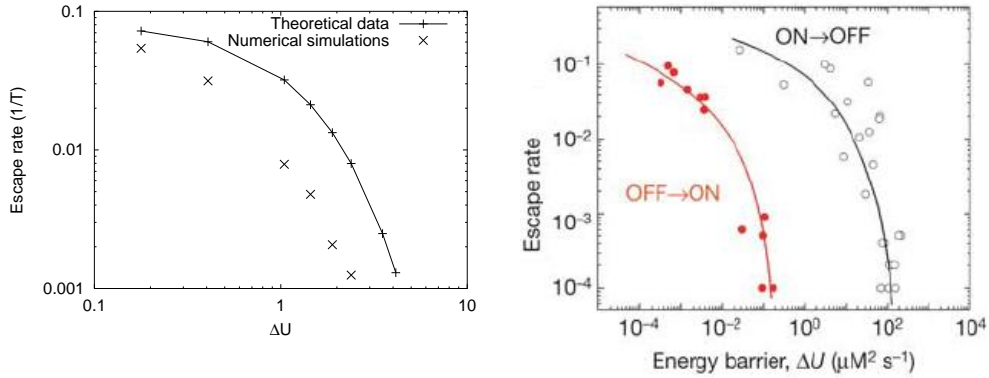 0.1
0.01
0.001
Escape rate (1/T)
Theoretical data
Numerical simulations
0.1
1
10
ΔU
10⁻¹
10⁻²
10⁻³
10⁻⁴
Escape rate
ON→OFF
OFF→ON
10⁻⁴
10⁻²
10⁰
10²
10⁴
Energy barrier, ΔU (μM² s⁻¹)